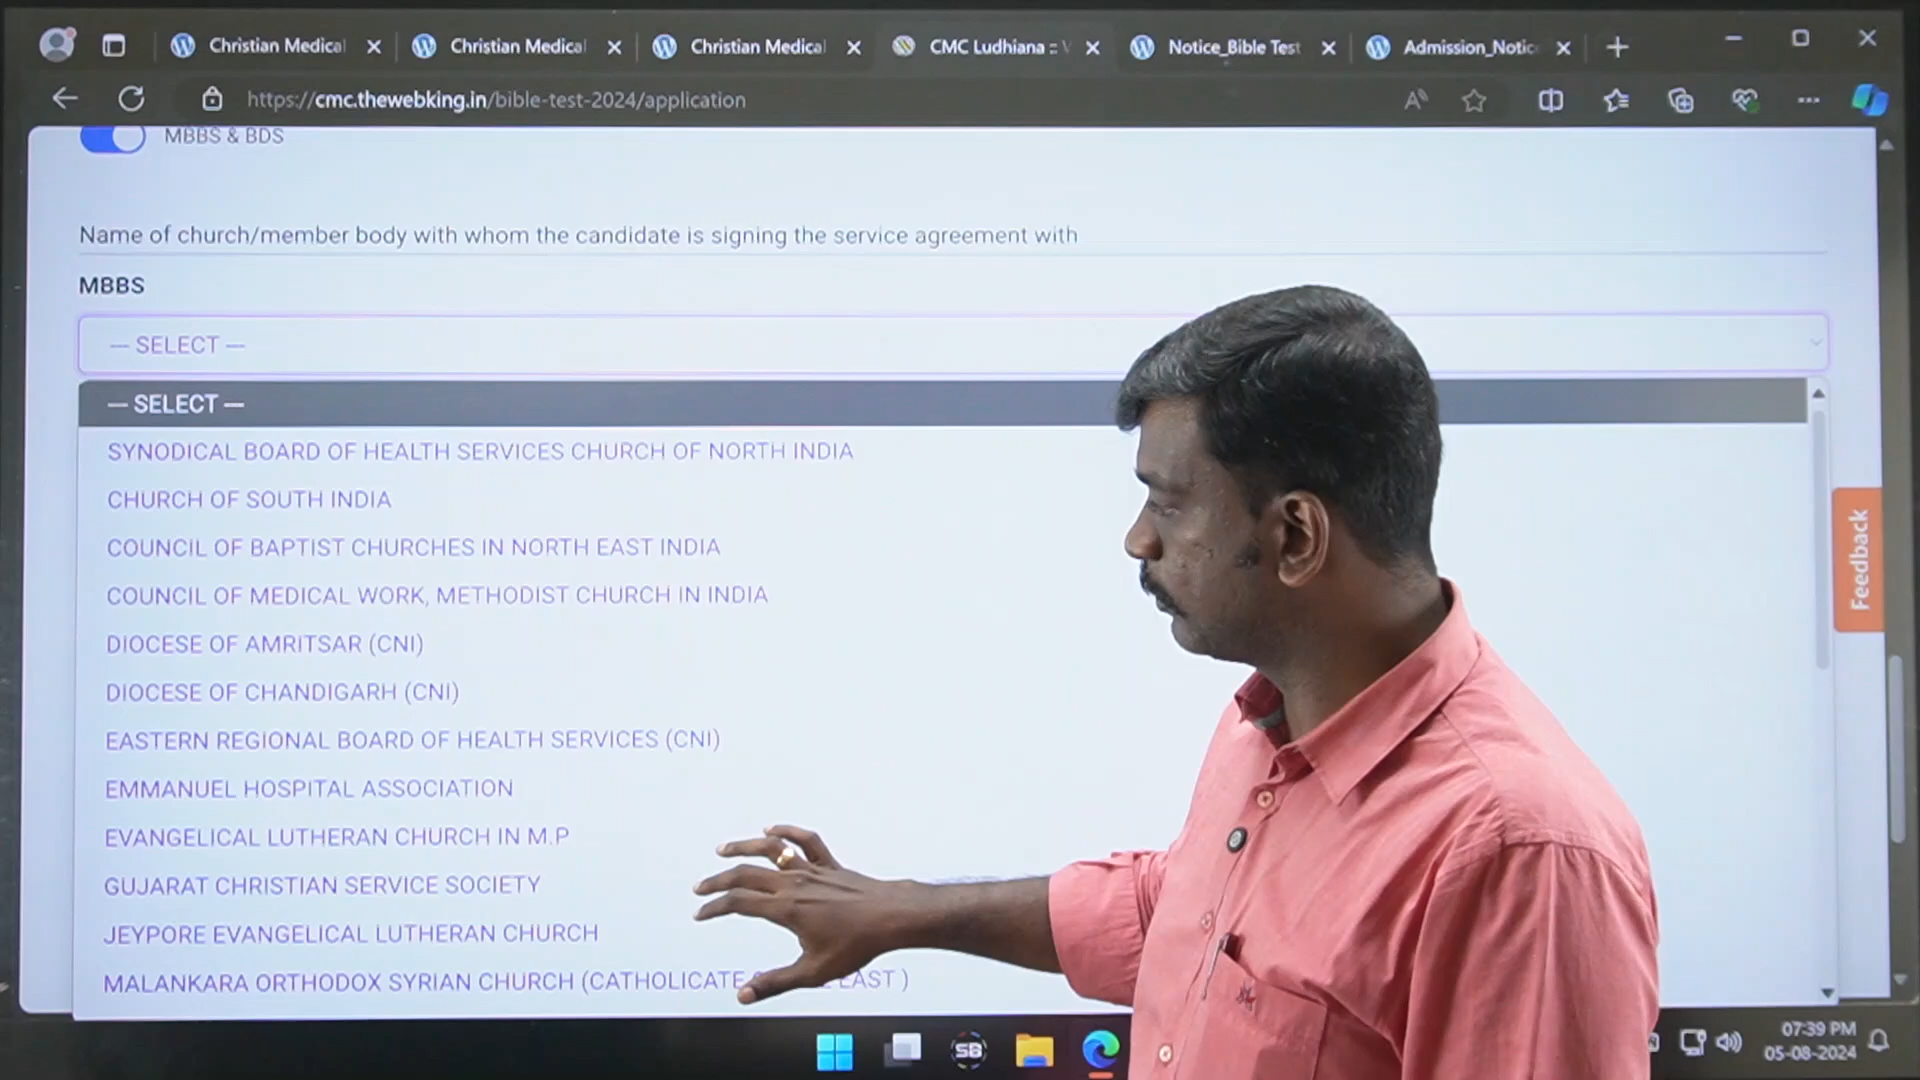 Christian Medical
Christian Medical
Christian Medical
CMC Ludhiana ::
Notice_Bible Test
Admission_Notic
https://cmc.thewebking.in/bible-test-2024/application
MBBS & BDS
Name of church/member body with whom the candidate is signing the service agreement with
MBBS
— SELECT —
— SELECT —
SYNODICAL BOARD OF HEALTH SERVICES CHURCH OF NORTH INDIA
CHURCH OF SOUTH INDIA
COUNCIL OF BAPTIST CHURCHES IN NORTH EAST INDIA
COUNCIL OF MEDICAL WORK, METHODIST CHURCH IN INDIA
DIOCESE OF AMRITSAR (CNI)
DIOCESE OF CHANDIGARH (CNI)
EASTERN REGIONAL BOARD OF HEALTH SERVICES (CNI)
EMMANUEL HOSPITAL ASSOCIATION
EVANGELICAL LUTHERAN CHURCH IN M.P
GUJARAT CHRISTIAN SERVICE SOCIETY
JEYPORE EVANGELICAL LUTHERAN CHURCH
MALANKARA ORTHODOX SYRIAN CHURCH (CATHOLICATE EAST )
Feedback
SB
07:39 PM
05-08-2024